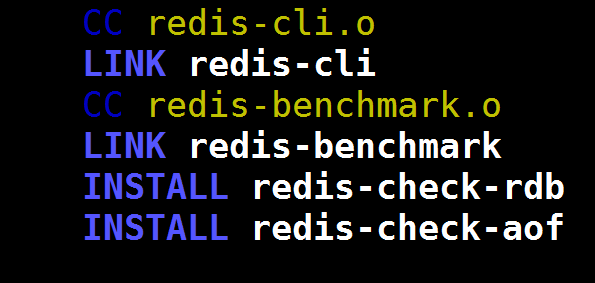 CC redis-cli.o
LINK redis-cli
CC redis-benchmark.o
LINK redis-benchmark
INSTALL redis-check-rdb
INSTALL redis-check-aof